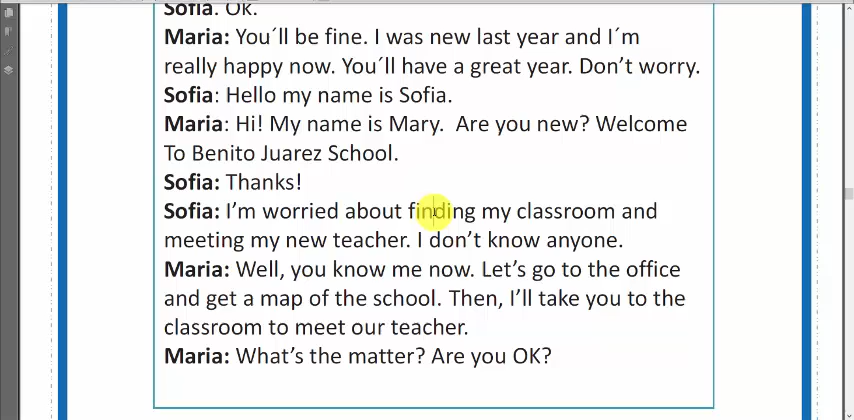 Sofia. OK.
Maria: You´ll be fine. I was new last year and I´m
really happy now. You´ll have a great year. Don’t worry.
Sofia: Hello my name is Sofia.
Maria: Hi! My name is Mary. Are you new? Welcome
To Benito Juarez School.
Sofia: Thanks!
Sofia: I’m worried about finding my classroom and
meeting my new teacher. I don’t know anyone.
Maria: Well, you know me now. Let’s go to the office
and get a map of the school. Then, I’ll take you to the
classroom to meet our teacher.
Maria: What’s the matter? Are you OK?